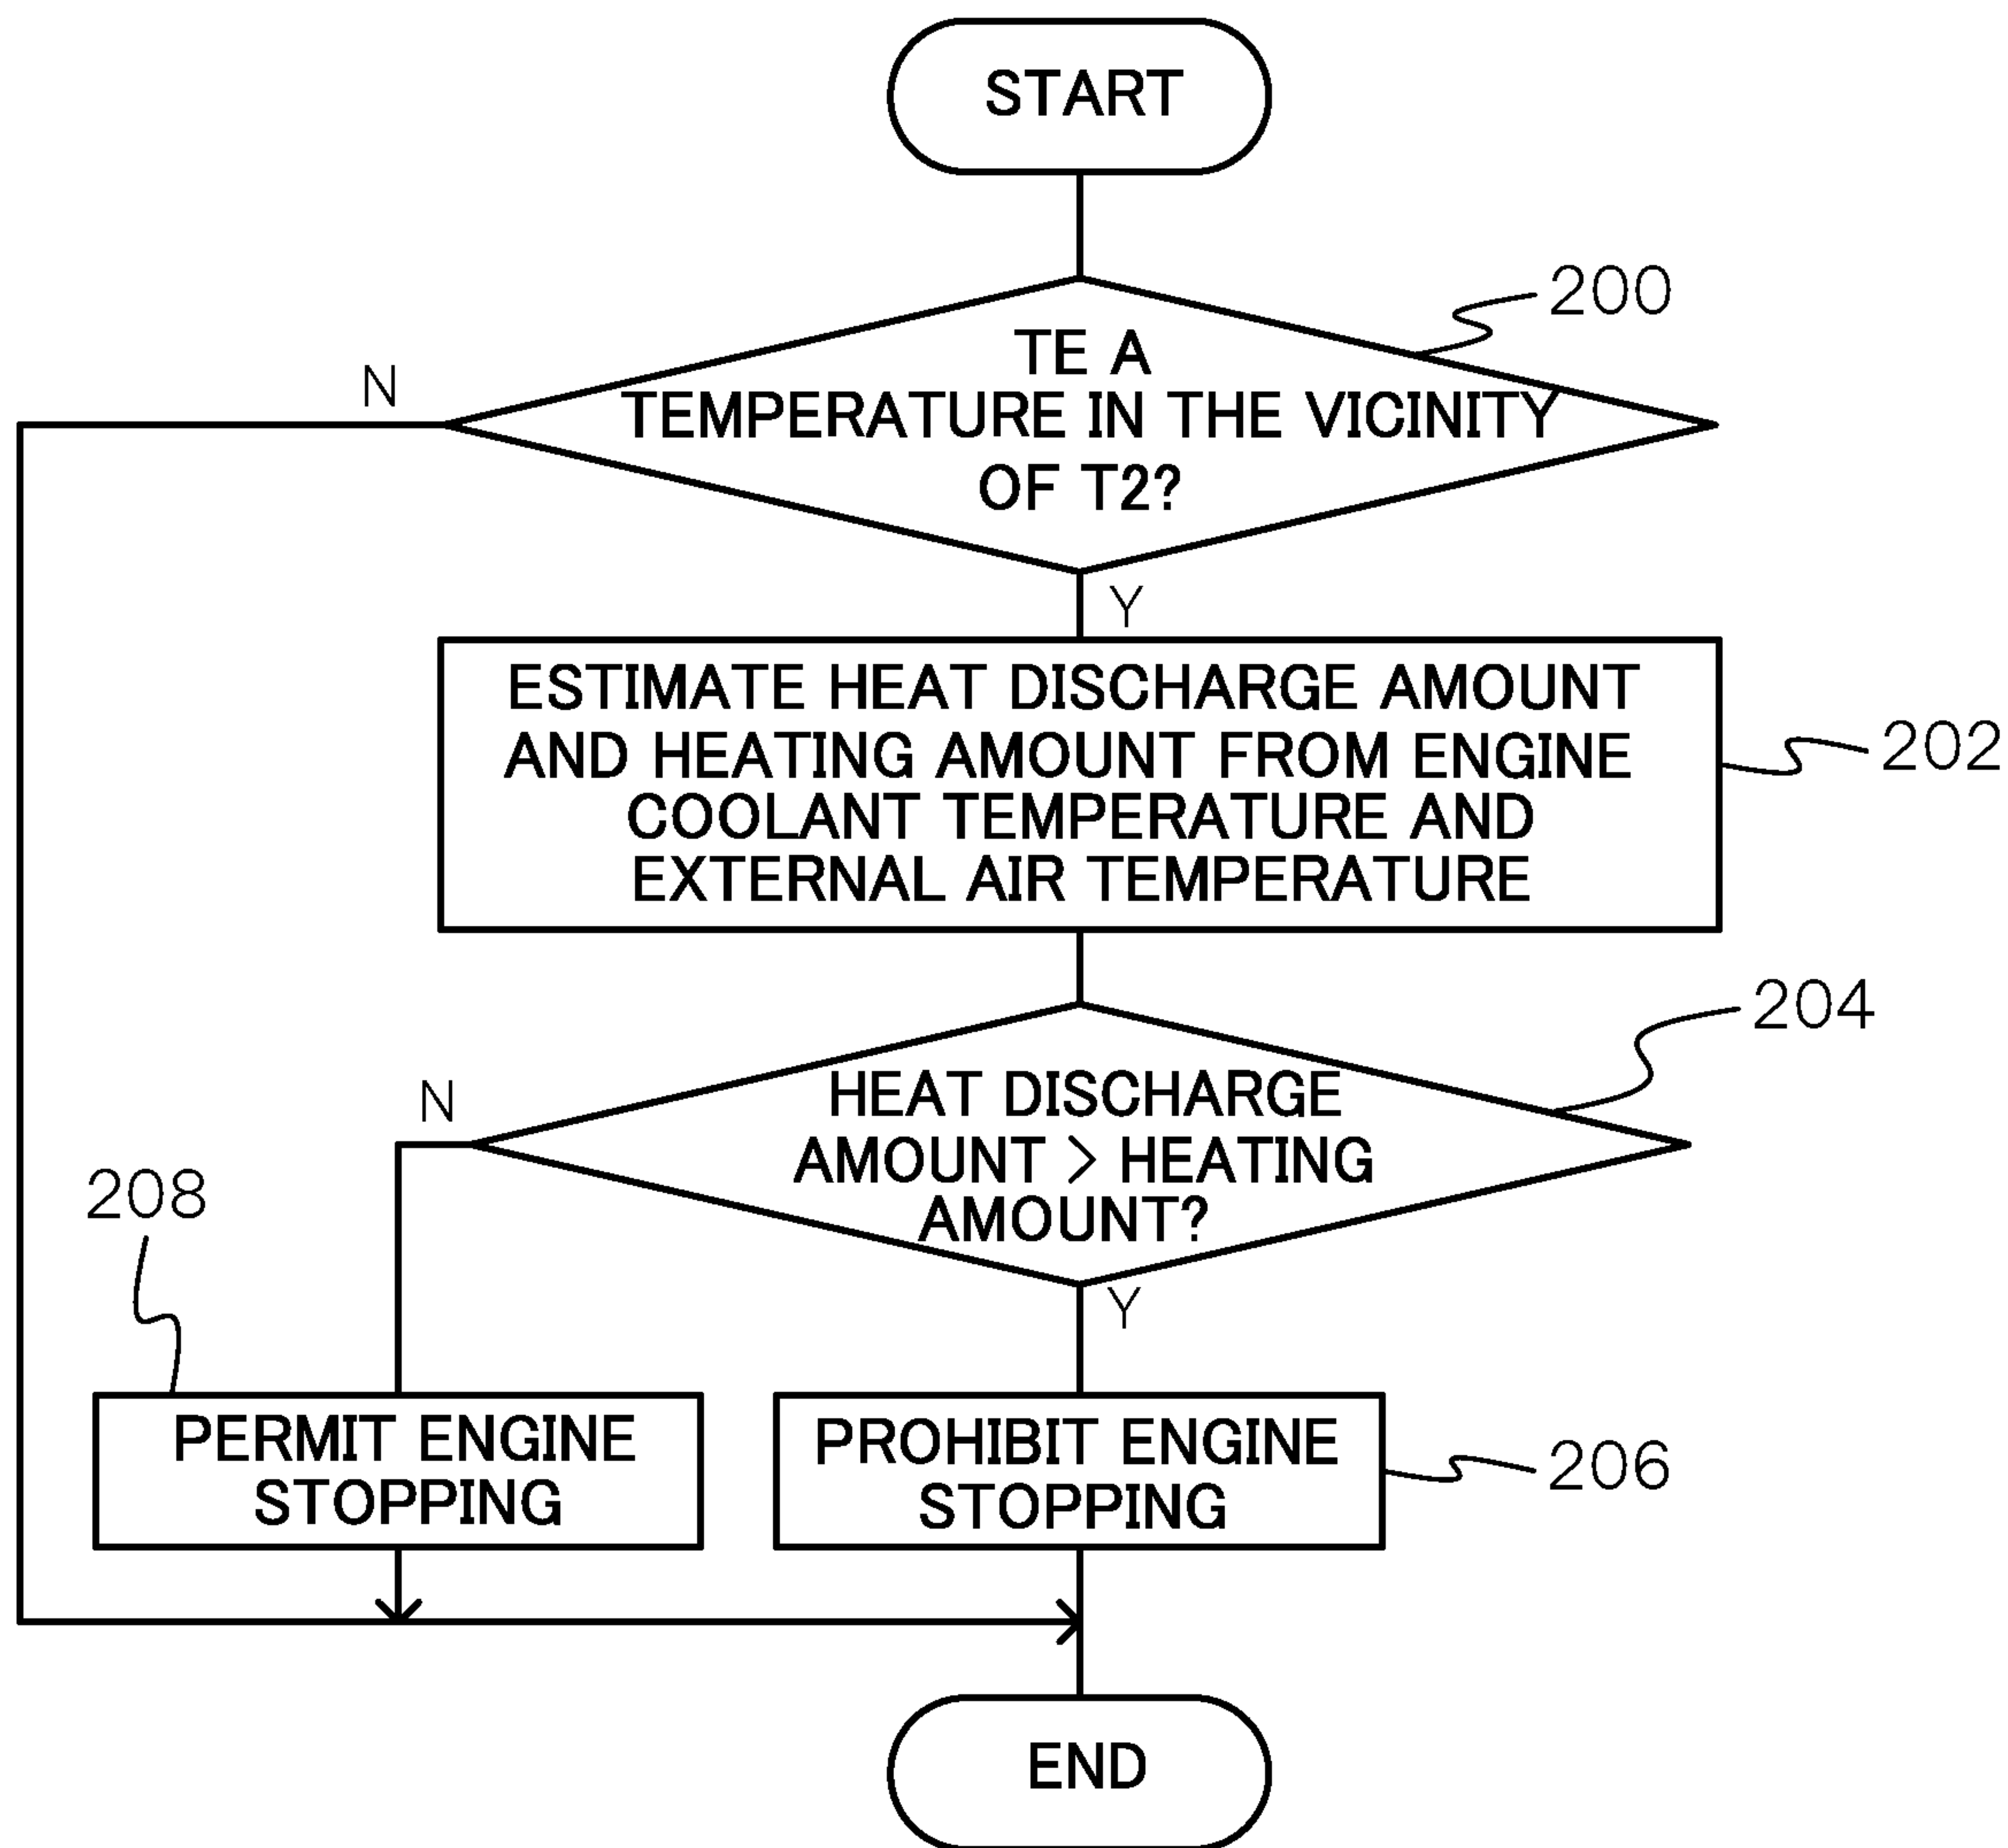 START
200
TE A
N
TEMPERATURE IN THE VICINITY
OF T2?
Y
ESTIMATE HEAT DISCHARGE AMOUNT
AND HEATING AMOUNT FROM ENGINE
COOLANT TEMPERATURE AND
EXTERNAL AIR TEMPERATURE
202
204
N
HEAT DISCHARGE
AMOUNT > HEATING
AMOUNT?
Y
208
PERMIT ENGINE
STOPPING
PROHIBIT ENGINE
STOPPING
206
END